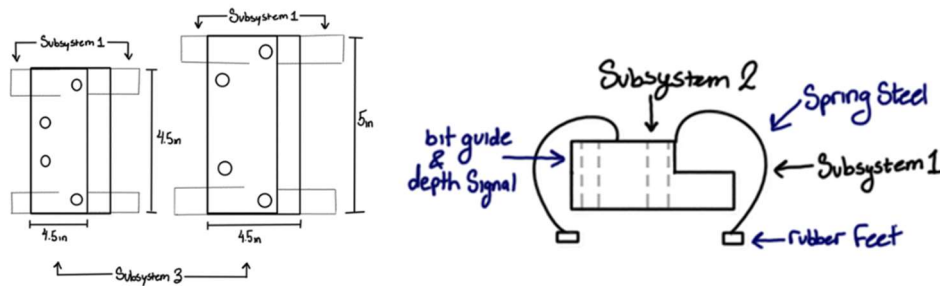 Subsystem 1
Subsystem 1
4.5in
5in
4.5in
4.5in
Subsystem 3
Subsystem 2
Spring Steel
bit guide
&
depth Signal
Subsystem 1
rubber Feet